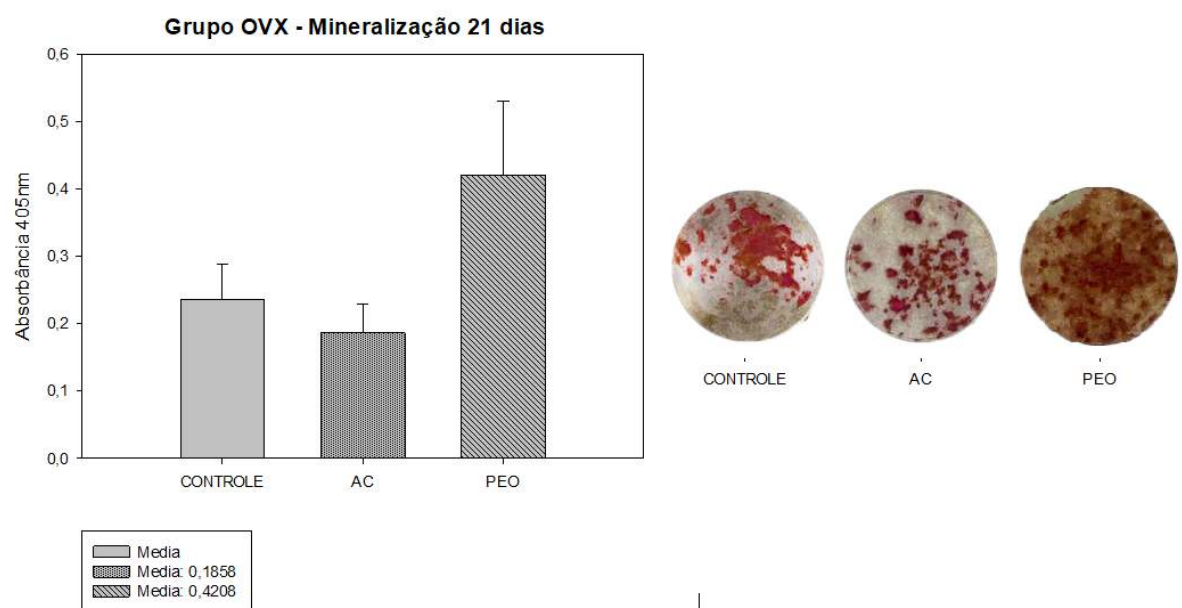 Grupo OVX - Mineralização 21 dias
0,6
0,5
0,4
0,3
0,2
0,1
0,0
Absorbância 405nm
CONTROLE AC PEO
CONTROLE AC PEO
Media
Media: 0,1858
Media: 0,4208